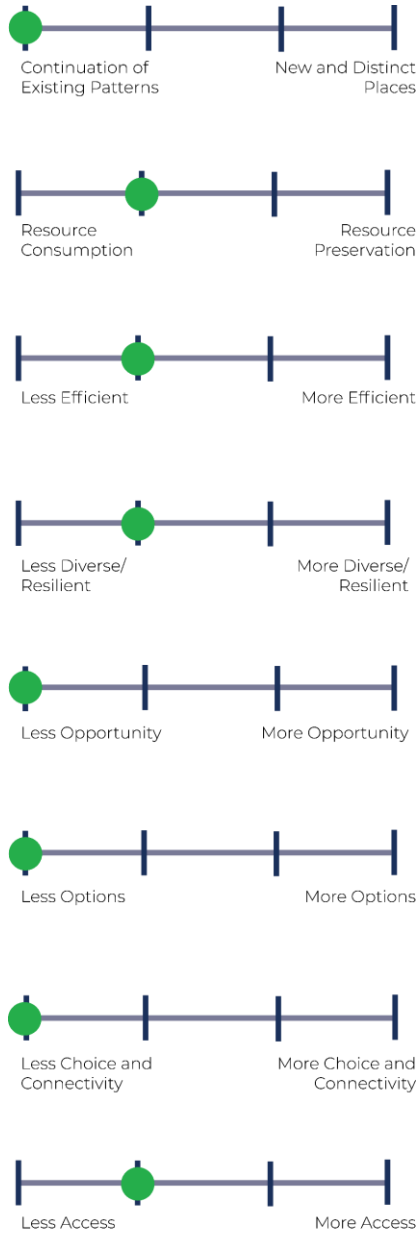 Continuation of
Existing Patterns
New and Distinct
Places
Resource
Consumption
Resource
Preservation
Less Efficient
More Efficient
Less Diverse/
Resilient
More Diverse/
Resilient
Less Opportunity
More Opportunity
Less Options
More Options
Less Choice and
Connectivity
More Choice and
Connectivity
Less Access
More Access